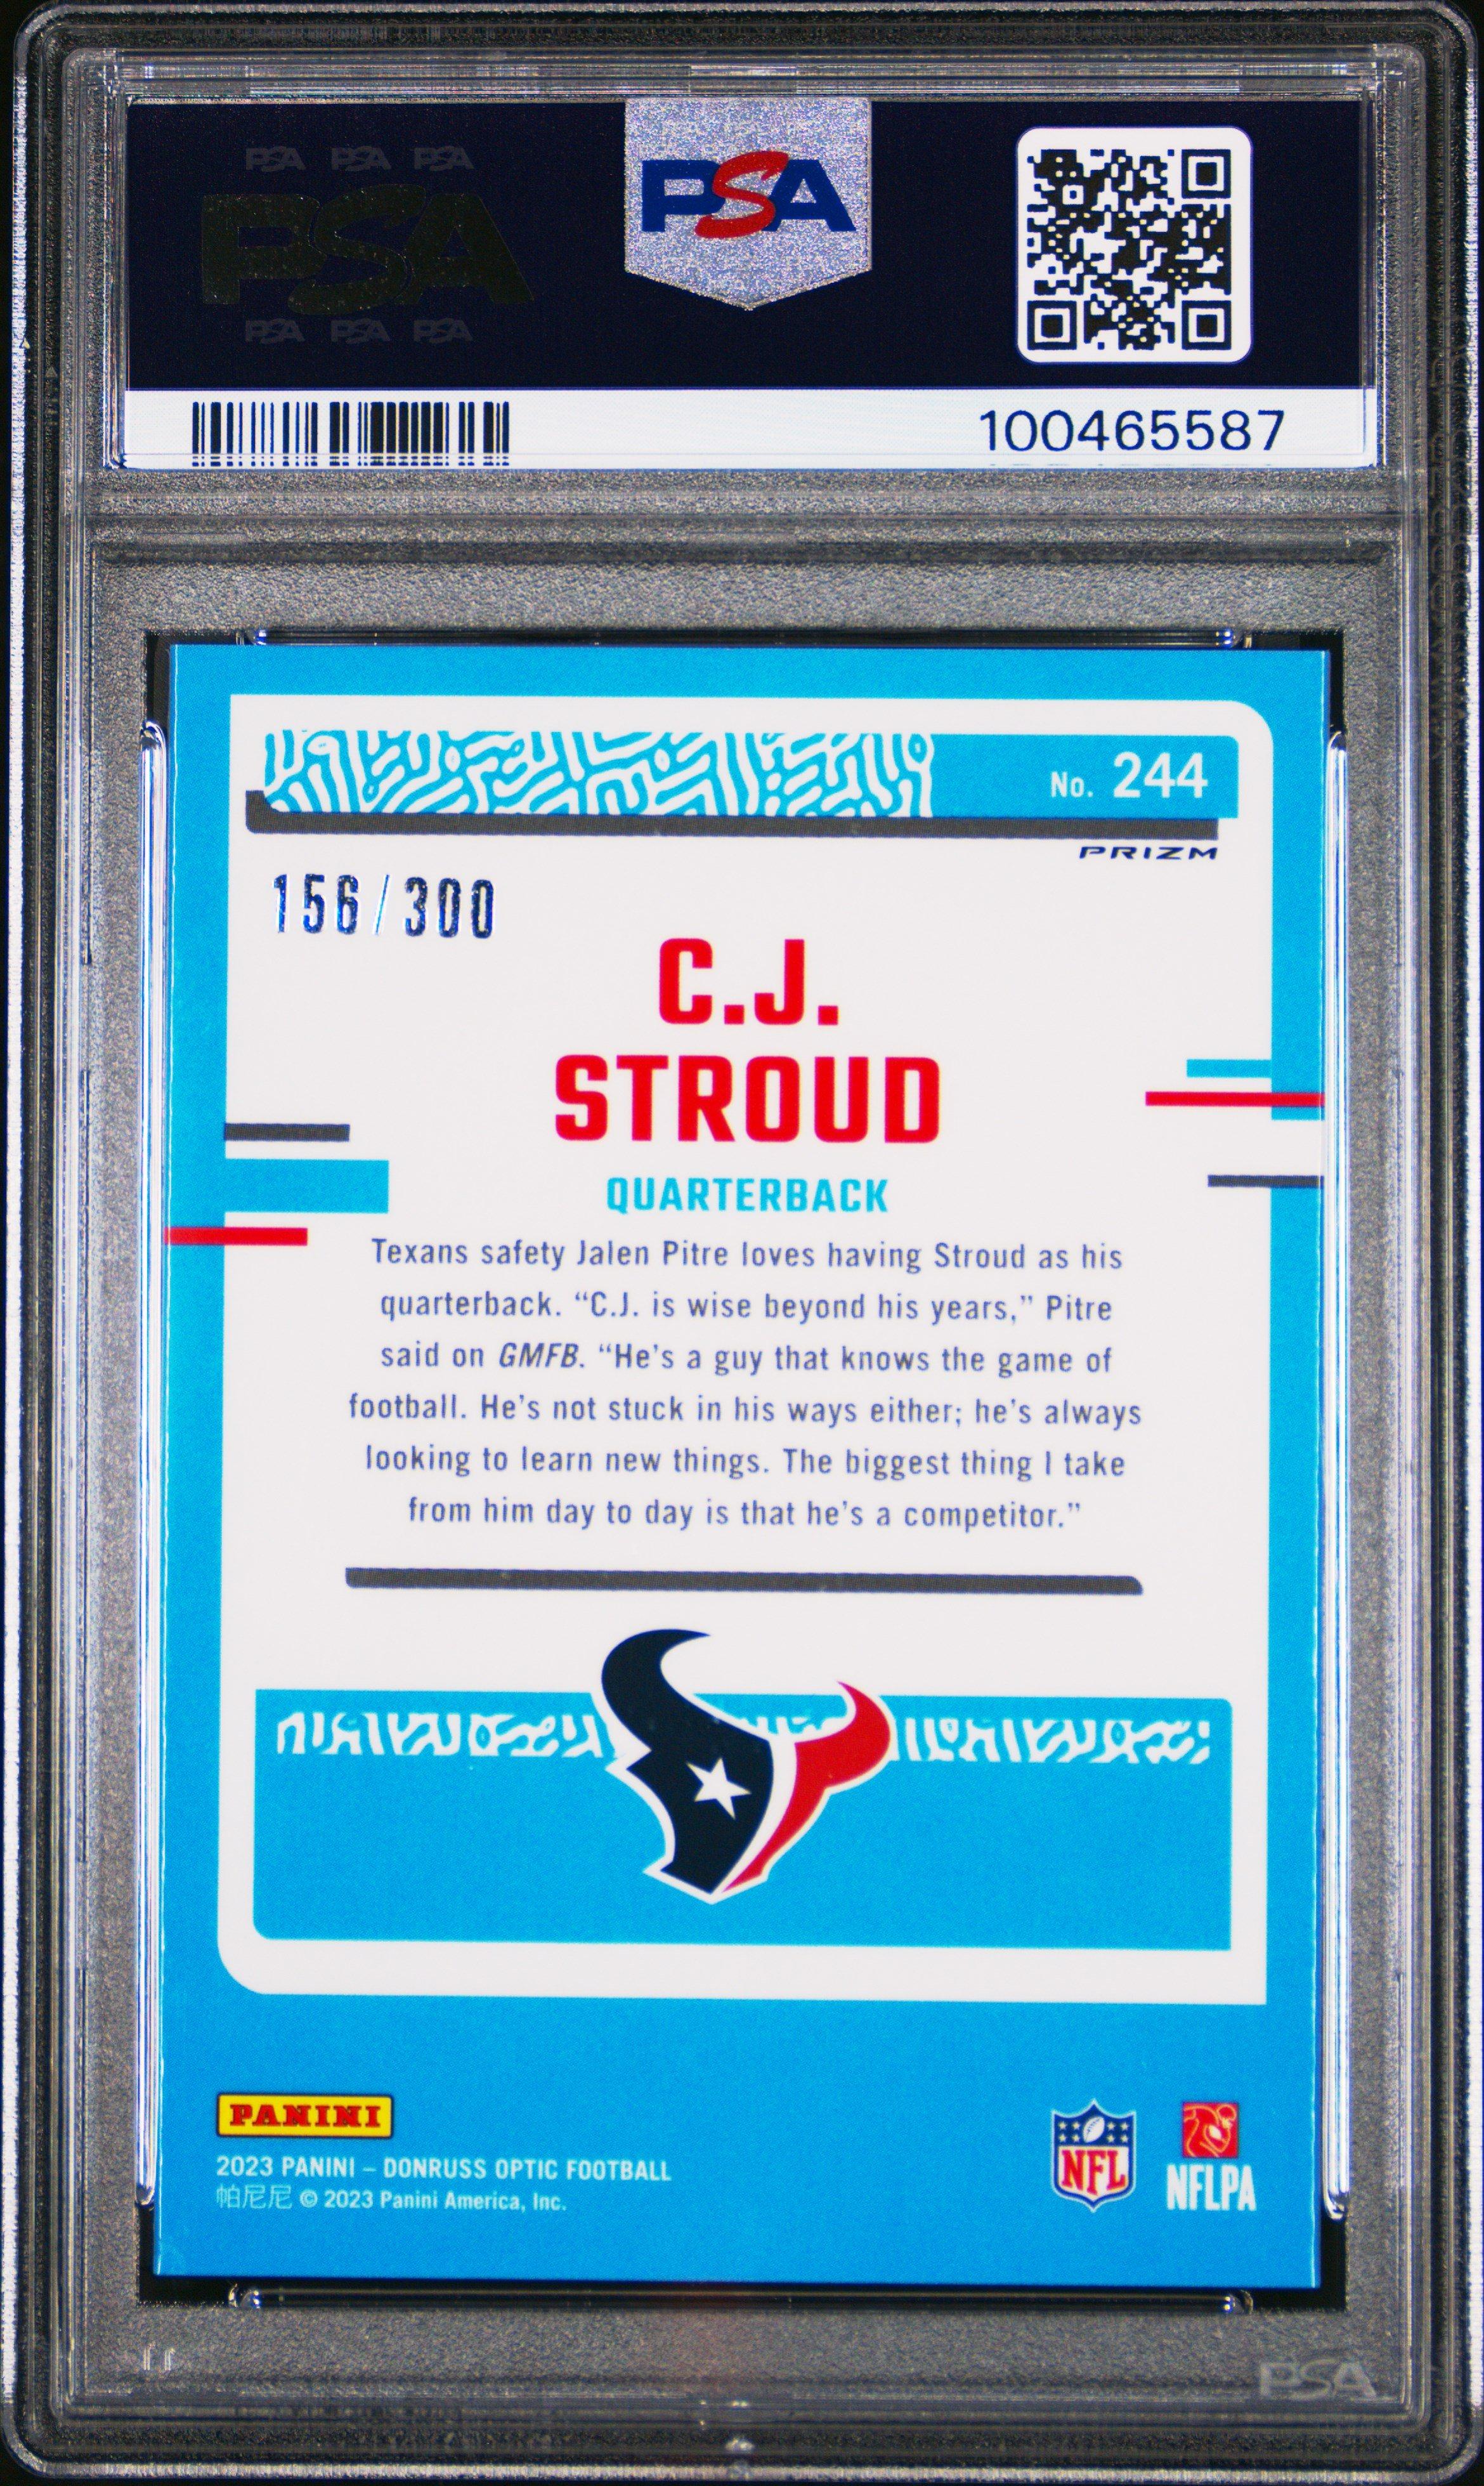 PSA PSA PSA
PSA
PSA PSA PSA
PSA
100465587
No. 244
PRIZM
156/300
C.J.
STROUD
QUARTERBACK
Texans safety Jalen Pitre loves having Stroud as his
quarterback. “C.J. is wise beyond his years,” Pitre
said on GMFB. “He’s a guy that knows the game of
football. He’s not stuck in his ways either; he’s always
looking to learn new things. The biggest thing I take
from him day to day is that he’s a competitor.”
PANINI
2023 PANINI – DONRUSS OPTIC FOOTBALL
帕尼尼 © 2023 Panini America, Inc.
NFL
NFLPA
PSA